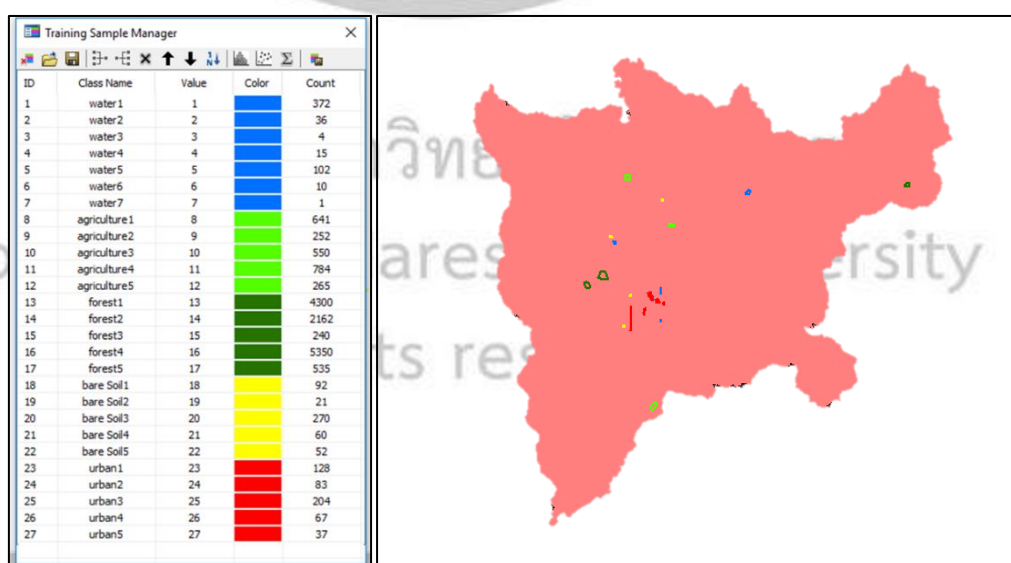 Training Sample Manager
ID Class Name Value Color Count
1 water1 1 372
2 water2 2 36
3 water3 3 4
4 water4 4 15
5 water5 5 102
6 water6 6 10
7 water7 7 1
8 agriculture1 8 641
9 agriculture2 9 252
10 agriculture3 10 550
11 agriculture4 11 784
12 agriculture5 12 265
13 forest1 13 4300
14 forest2 14 2162
15 forest3 15 240
16 forest4 16 5350
17 forest5 17 535
18 bare Soil1 18 92
19 bare Soil2 19 21
20 bare Soil3 20 270
21 bare Soil4 21 60
22 bare Soil5 22 52
23 urban1 23 128
24 urban2 24 83
25 urban3 25 204
26 urban4 26 67
27 urban5 27 37